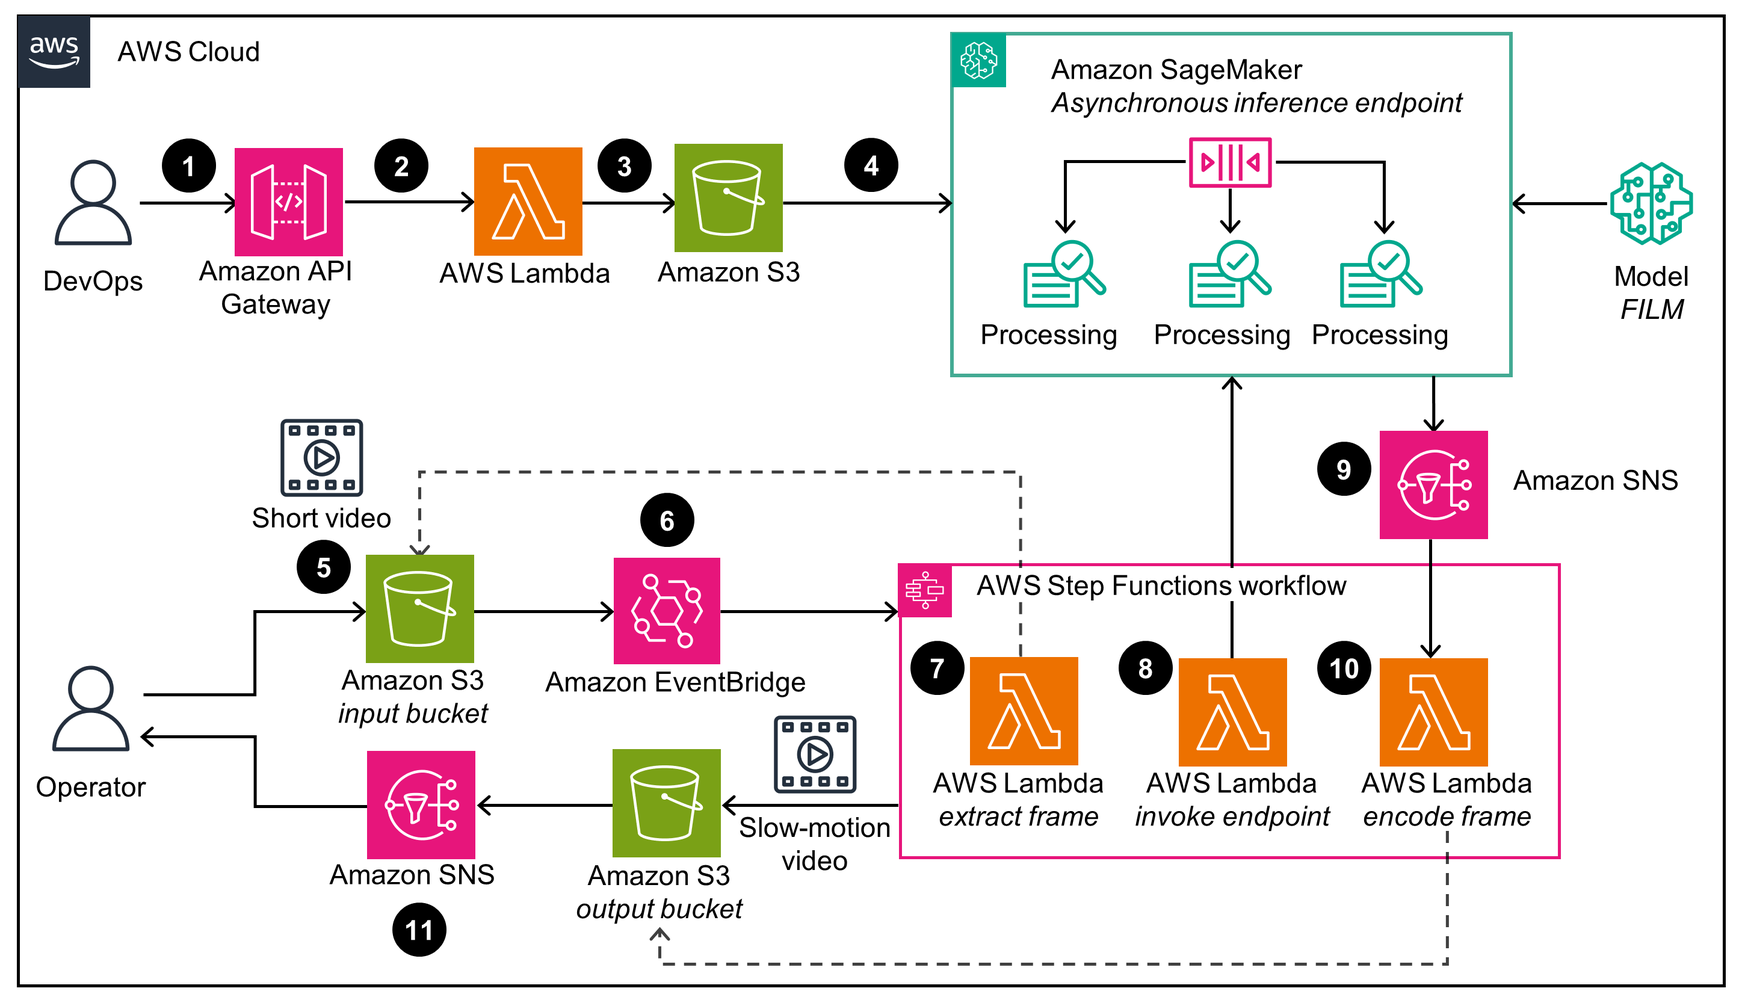 aws
AWS Cloud
Amazon SageMaker
Asynchronous inference endpoint
1
2
3
4
DevOps
Amazon API
Gateway
AWS Lambda
Amazon S3
Processing
Processing
Processing
Model
FILM
Short video
5
6
9
Amazon SNS
Amazon S3
input bucket
Amazon EventBridge
AWS Step Functions workflow
7
8
10
AWS Lambda
extract frame
AWS Lambda
invoke endpoint
AWS Lambda
encode frame
Operator
Slow-motion
video
Amazon SNS
11
Amazon S3
output bucket